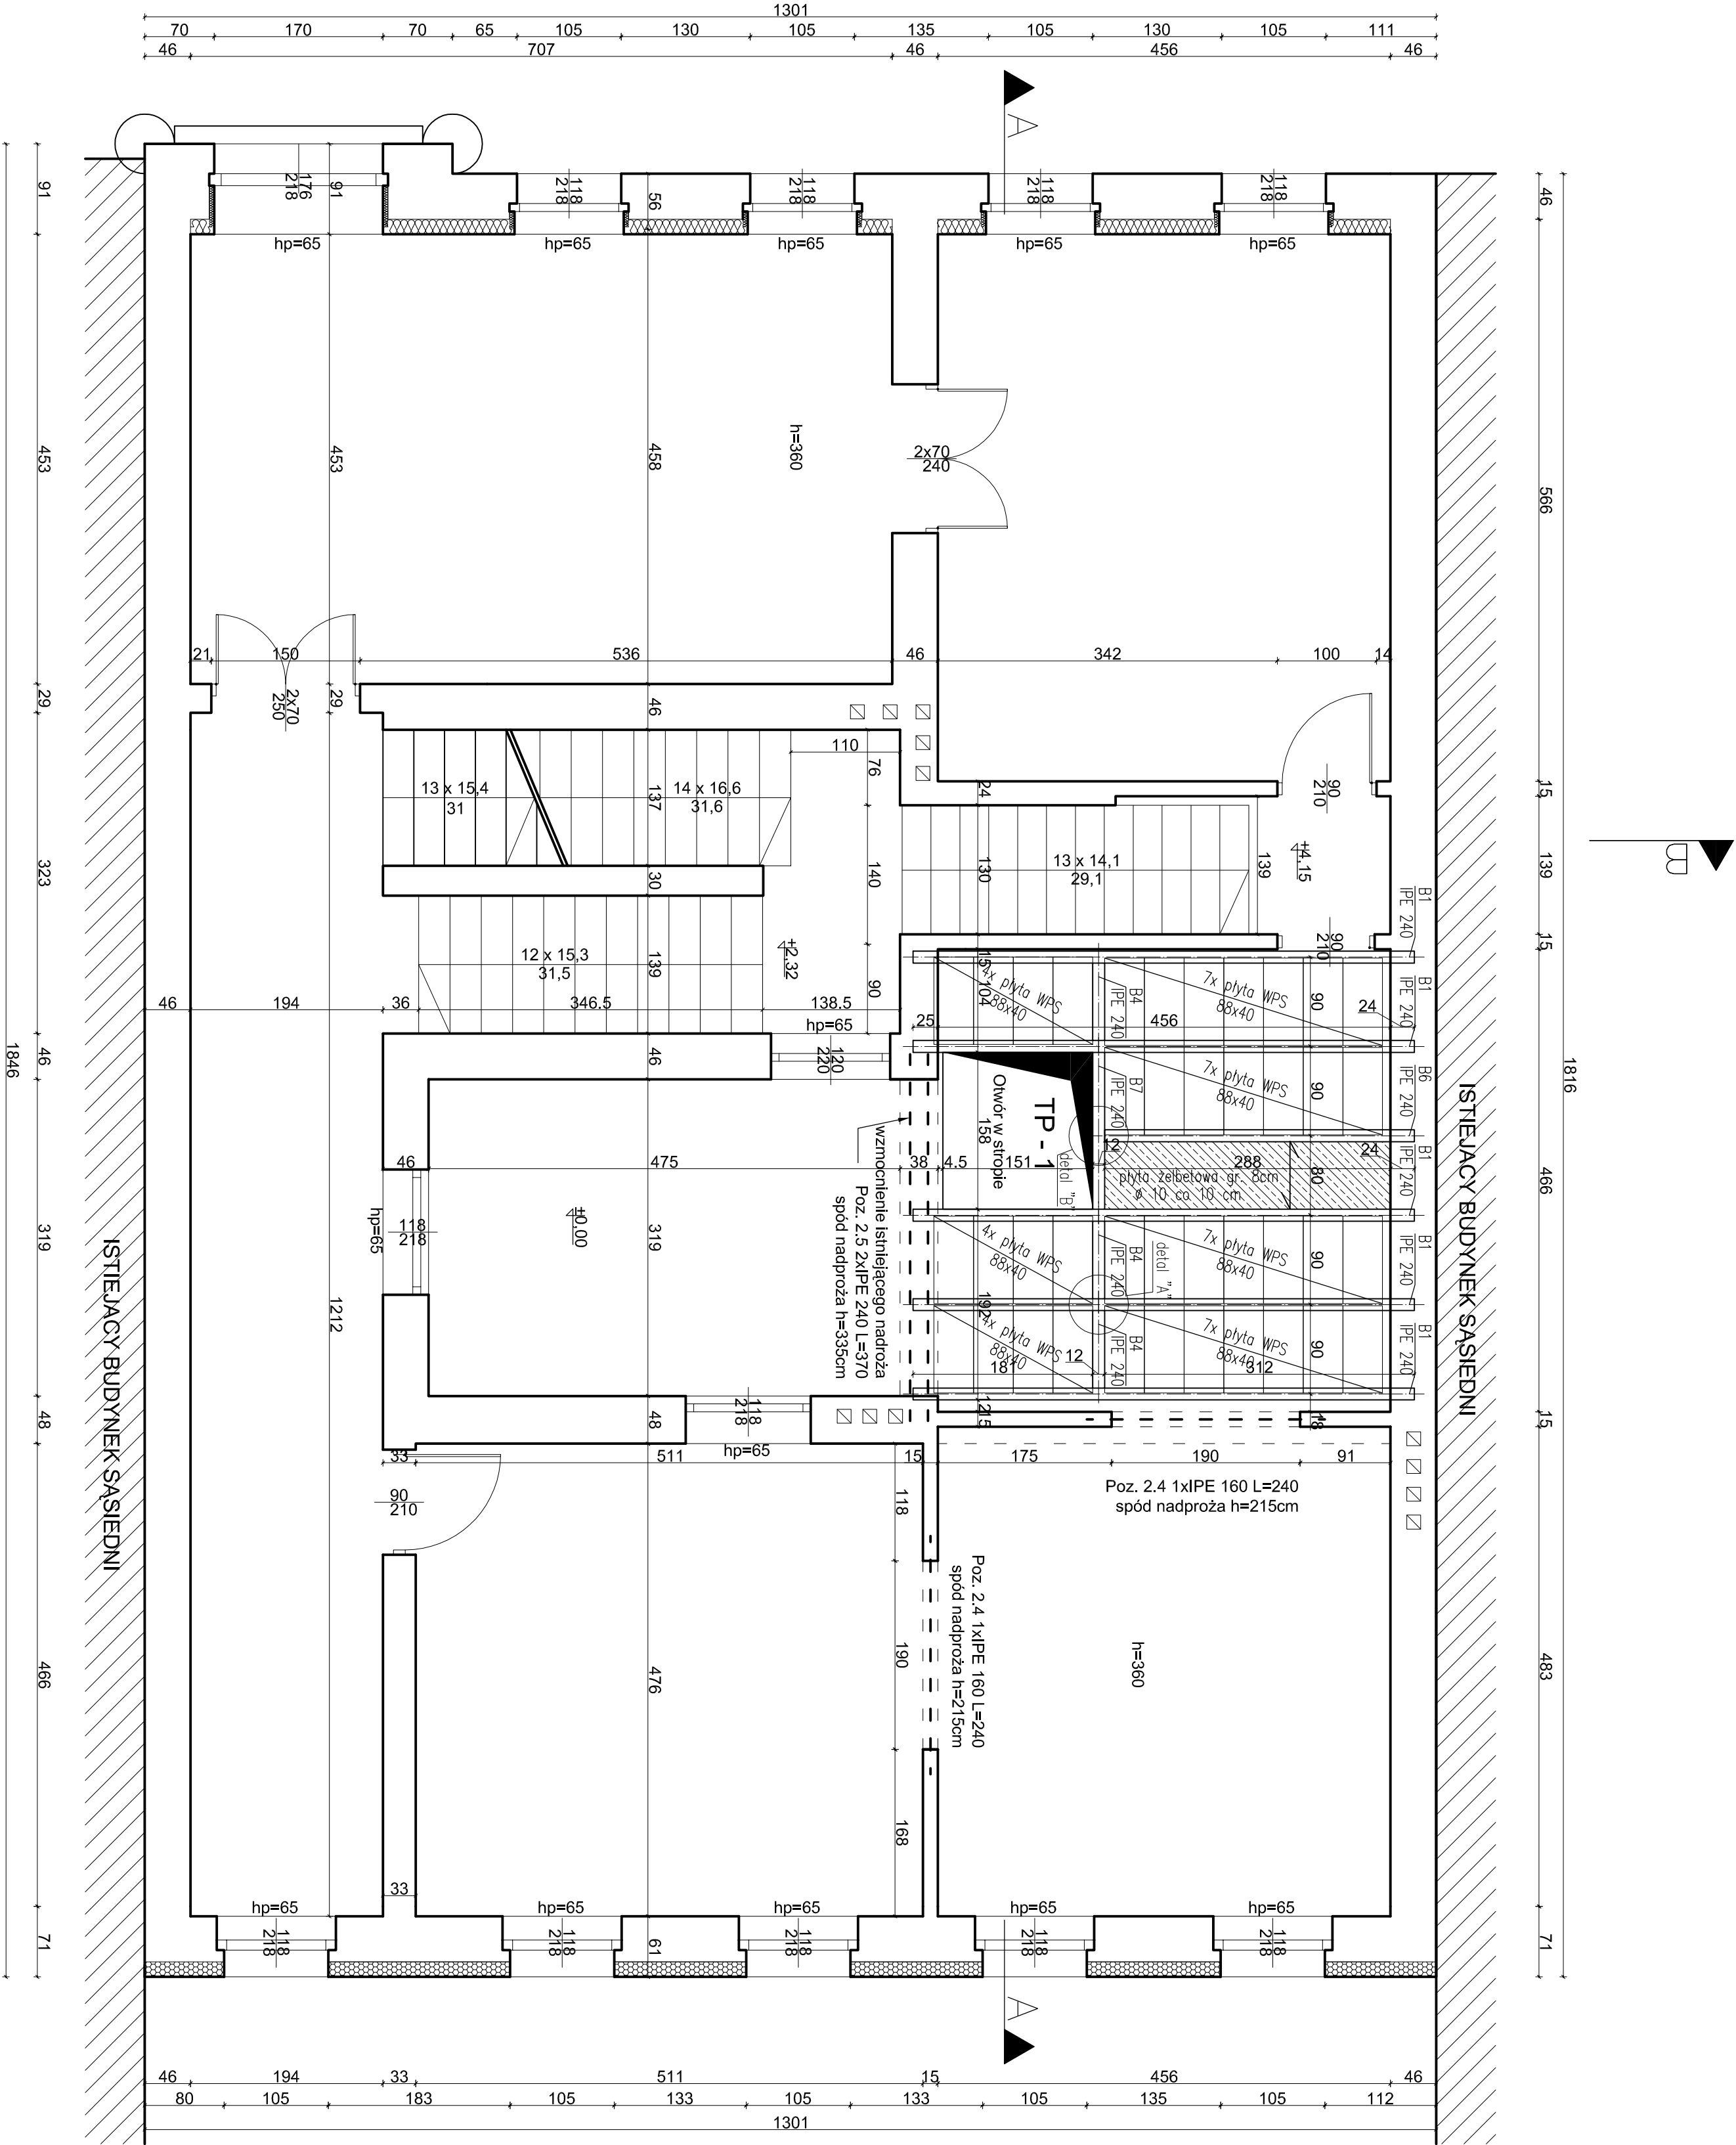 1301
70 170 70 65 105 130 105 135 105 130 105 111
46 707 46 456 46
A
176
218
91
118
218
56
118
218
118
218
118
218
hp=65
hp=65
hp=65
hp=65
hp=65
91
453
29
323
46
319
48
466
71
1846
46
566
15
139
15
466
15
483
71
1816
B
453
458
h=360
2x70
240
21 150 536 46 342 100 14
29
2x70
250
46
110
76
24
90
210
13 x 15,4
31
137
14 x 16,6
31,6
30
140
130
13 x 14,1
29,1
139
+4,15
90
210
12 x 15,3
31,5
139
+2,32
90
15
104
46 194 36 346.5 138.5
hp=65
120
220
46
25
456
24
B1
IPE 240
B1
IPE 240
B6
IPE 240
B1
IPE 240
B1
IPE 240
B1
IPE 240
4x płyta WPS
88x40
B4
IPE 240
7x płyta WPS
88x40
90
7x płyta WPS
88x40
90
B7
IPE 240
Otwór w stropie
158
TP - 1
12
detal "B"
46 475 38 4.5 151 288 24
płyta żelbetowa gr. 8cm
ø 10 co 10 cm
80
4x płyta WPS
88x40
B4
IPE 240
detal "A"
7x płyta WPS
88x40
90
4x płyta WPS
88x40
192
B4
IPE 240
7x płyta WPS
88x40
90
181
12
312
wzmocnienie istniejącego nadroża
Poz. 2.5 2xIPE 240 L=370
spód nadproża h=335cm
±0,00
319
118
218
hp=65
1212
48
118
218
hp=65
12
15
18
33 511 15 175 190 91
90
210
118
190
168
Poz. 2.4 1xIPE 160 L=240
spód nadproża h=215cm
Poz. 2.4 1xIPE 160 L=240
spód nadproża h=215cm
h=360
476
33
hp=65
hp=65
hp=65
hp=65
hp=65
118
218
118
218
61
118
218
118
218
118
218
ISTIEJACY BUDYNEK SĄSIEDNI
ISTIEJACY BUDYNEK SĄSIEDNI
A
46 194 33 511 15 456 46
80 105 183 105 133 105 133 105 135 105 112
1301